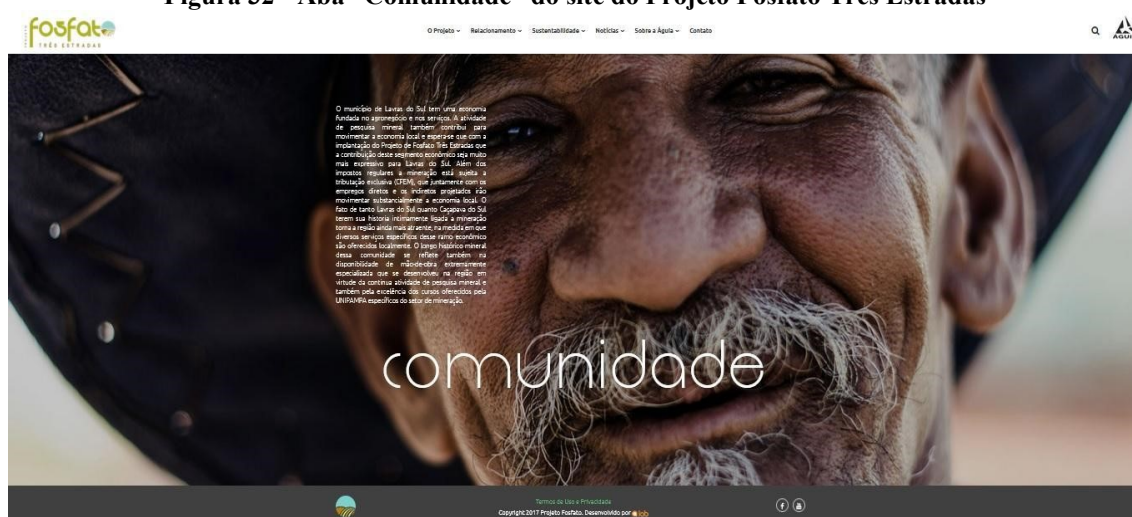 Figura 32 - Aba "Comunidade" do site do Projeto Fosfato Três Estradas
fosfato
TRÊS ESTRADAS
O Projeto Relacionamento Sustentabilidade Notícias Sobre a Águia Contato
O município de Lavras do Sul tem uma economia
fundada no agronegócio e nos serviços. A atividade
de pesquisa mineral também contribui para
movimentar a economia local e espera-se que com a
implantação do Projeto de Fosfato Três Estradas que
a contribuição deste segmento econômico seja muito
mais expressivo para Lavras do Sul. Além dos
impostos regulares a mineração está sujeita a
tributação exclusiva (CFEM), que juntamente com os
empregos diretos e os indiretos projetados irão
movimentar substancialmente a economia local. O
fato de tanto Lavras do Sul quanto Caçapava do Sul
terem sua historia intimamente ligada a mineração
torna a região ainda mais atraente, na medida em que
diversos serviços específicos desse ramo econômico
são oferecidos localmente. O longo histórico mineral
dessa comunidade se reflete também na
disponibilidade de mão-de-obra extremamente
especializada que se desenvolveu na região em
virtude da continua atividade de pesquisa mineral e
também pela excelência dos cursos oferecidos pela
UNIPAMPA específicos do setor de mineração.
comunidade
Termos de Uso e Privacidade
Copyright 2017 Projeto Fosfato. Desenvolvido por